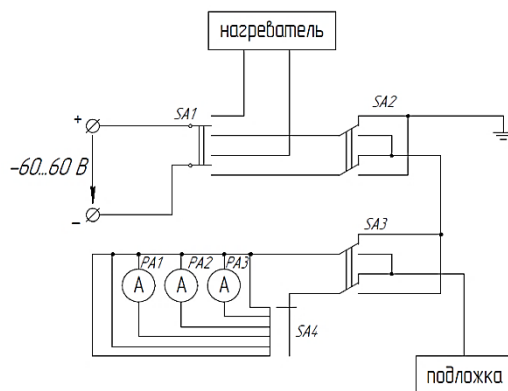 нагреватель
+
SA1
SA2
-60...60 В
–
SA3
PA1 PA2 PA3
A A A
SA4
подложка